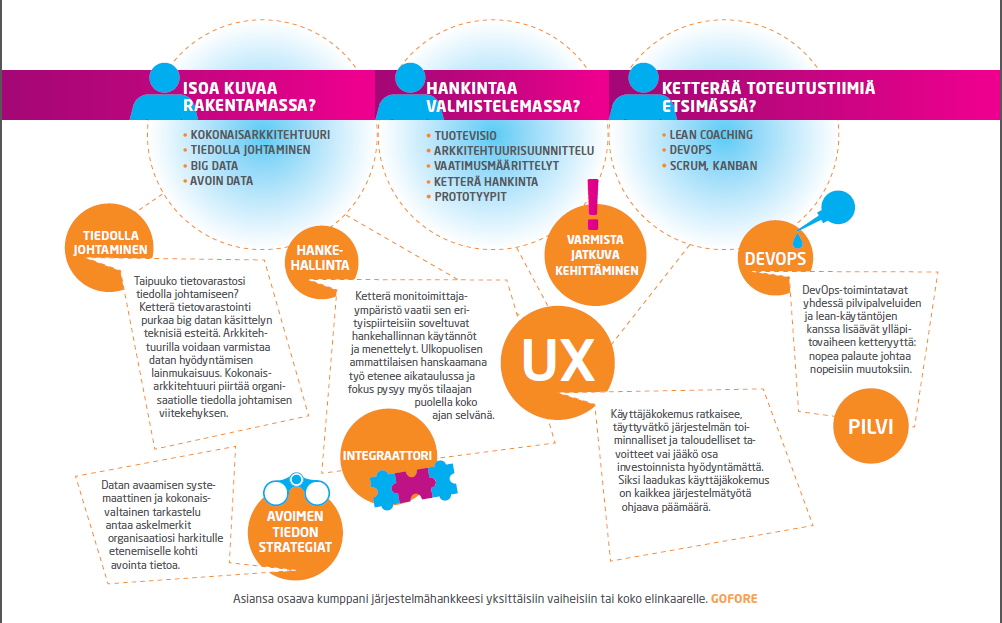 ISOA KUVAA
RAKENTAMASSA?
• KOKONAISARKKITEHTUURI
• TIEDOLLA JOHTAMINEN
• BIG DATA
• AVOIN DATA
HANKINTAA
VALMISTELEMASSA?
• TUOTEVISIO
• ARKKITEHTUURISUUNNITTELU
• VAATIMUSMÄÄRITTELYT
• KETTERÄ HANKINTA
• PROTOTYYPIT
KETTERÄÄ TOTEUTUSTIIMIÄ
ETSIMÄSSÄ?
• LEAN COACHING
• DEVOPS
• SCRUM, KANBAN
TIEDOLLA
JOHTAMINEN
Taipuuko tietovarastosi
tiedolla johtamiseen?
Ketterä tietovarastointi
purkaa big datan käsittelyn
teknisiä esteitä. Arkkiteh-
tuurilla voidaan varmistaa
datan hyödyntämisen
lainmukaisuus. Kokonais-
arkkitehtuuri piirtää organi-
saatiolle tiedolla johtamisen
viitekehyksen.
HANKE-
HALLINTA
Ketterä monitoimittaja-
ympäristö vaatii sen eri-
tyispiirteisiin soveltuvat
hankehallinnan käytännöt
ja menettelyt. Ulkopuolisen
ammattilaisen hanskaamana
työ etenee aikataulussa ja
fokus pysyy myös tilaajan
puolella koko
ajan selvänä.
INTEGRAATTORI
VARMISTA
JATKUVA
KEHITTÄMINEN
UX
Käyttäjäkokemus ratkaisee,
täyttyvätkö järjestelmän toi-
minnalliset ja taloudelliset ta-
voitteet vai jääkö osa
investoinnista hyödyntämättä.
Siksi laadukas käyttäjäkokemus
on kaikkea järjestelmätyötä
ohjaava päämäärä.
DEVOPS
DevOps-toimintatavat
yhdessä pilvipalveluiden
ja lean-käytäntöjen
kanssa lisäävät ylläpi-
tovaiheen ketteryyttä:
nopea palaute johtaa
nopeisiin muutoksiin.
PILVI
Datan avaamisen syste-
maattinen ja kokonais-
valtainen tarkastelu
antaa askelmerkit
organisaatiosi harkitulle
etenemiselle kohti
avointa tietoa.
AVOIMEN
TIEDON
STRATEGIAT
Asiansa osaava kumppani järjestelmähankkeesi yksittäisiin vaiheisiin tai koko elinkaarelle. GOFORE